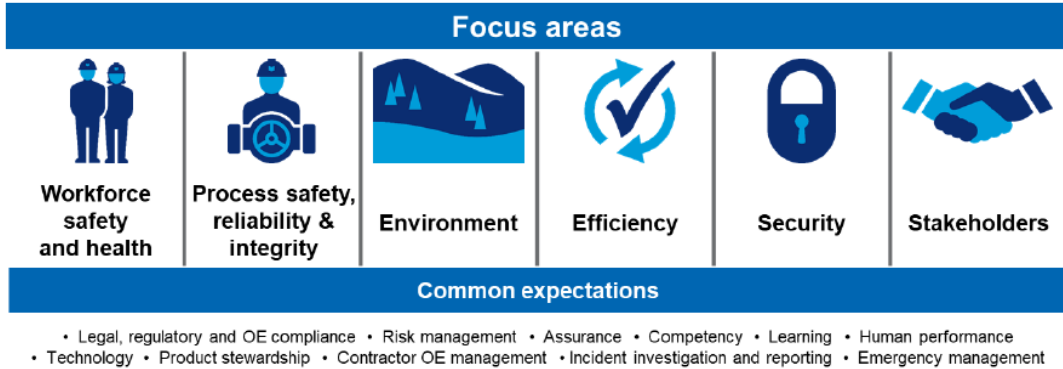 Focus areas
Workforce
safety
and health
Process safety,
reliability &
integrity
Environment
Efficiency
Security
Stakeholders
Common expectations
• Legal, regulatory and OE compliance • Risk management • Assurance • Competency • Learning • Human performance
• Technology • Product stewardship • Contractor OE management • Incident investigation and reporting • Emergency management